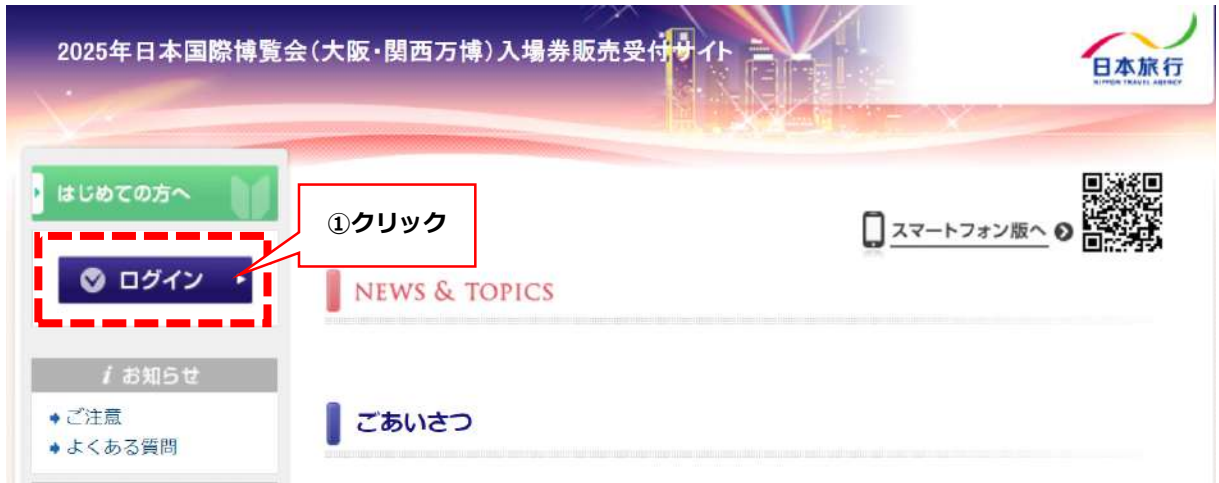 2025年日本国際博覧会(大阪・関西万博)入場券販売受付サイト
日本旅行
NIPPON TRAVEL AGENCY
はじめての方へ
①クリック
スマートフォン版へ
ログイン
NEWS & TOPICS
i お知らせ
ご注意
ごあいさつ
よくある質問